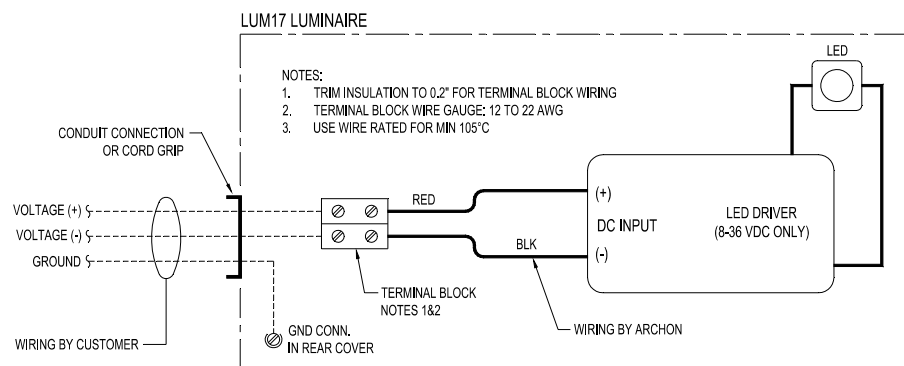 LUM17 LUMINAIRE
LED
NOTES:
1. TRIM INSULATION TO 0.2" FOR TERMINAL BLOCK WIRING
2. TERMINAL BLOCK WIRE GAUGE: 12 TO 22 AWG
3. USE WIRE RATED FOR MIN 105°C
CONDUIT CONNECTION
OR CORD GRIP
VOLTAGE (+)
VOLTAGE (-)
GROUND
RED
BLK
(+)
DC INPUT
(-)
LED DRIVER
(8-36 VDC ONLY)
TERMINAL BLOCK
NOTES 1&2
WIRING BY ARCHON
GND CONN.
IN REAR COVER
WIRING BY CUSTOMER